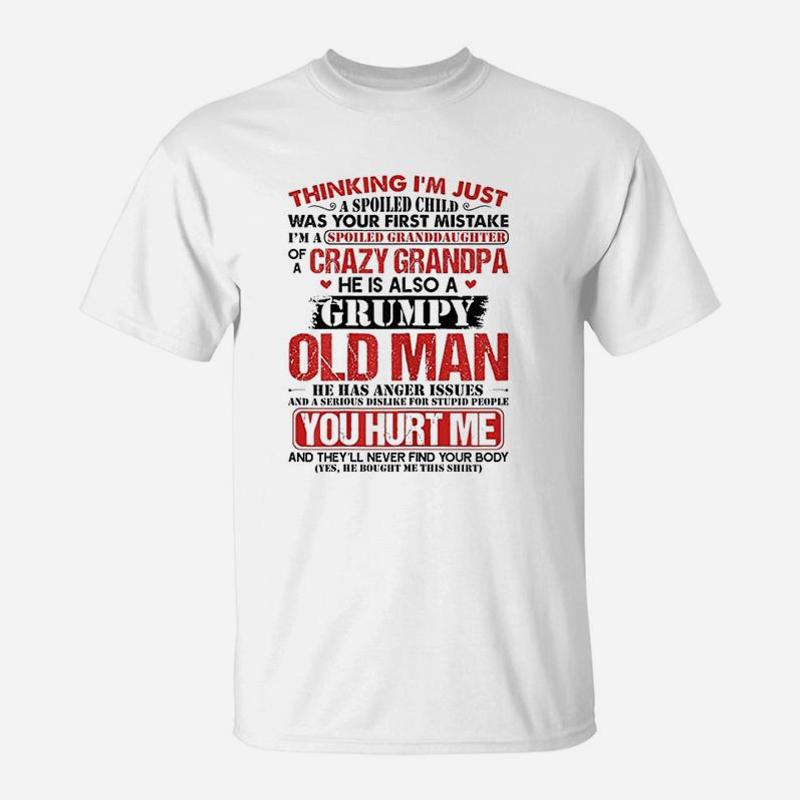 THINKING I'M JUST
A SPOILED CHILD
WAS YOUR FIRST MISTAKE
I'M A SPOILED GRANDDAUGHTER
OF A CRAZY GRANDPA
HE IS ALSO A
GRUMPY
OLD MAN
HE HAS ANGER ISSUES
AND A SERIOUS DISLIKE FOR STUPID PEOPLE
YOU HURT ME
AND THEY'LL NEVER FIND YOUR BODY
(YES, HE BOUGHT ME THIS SHIRT)